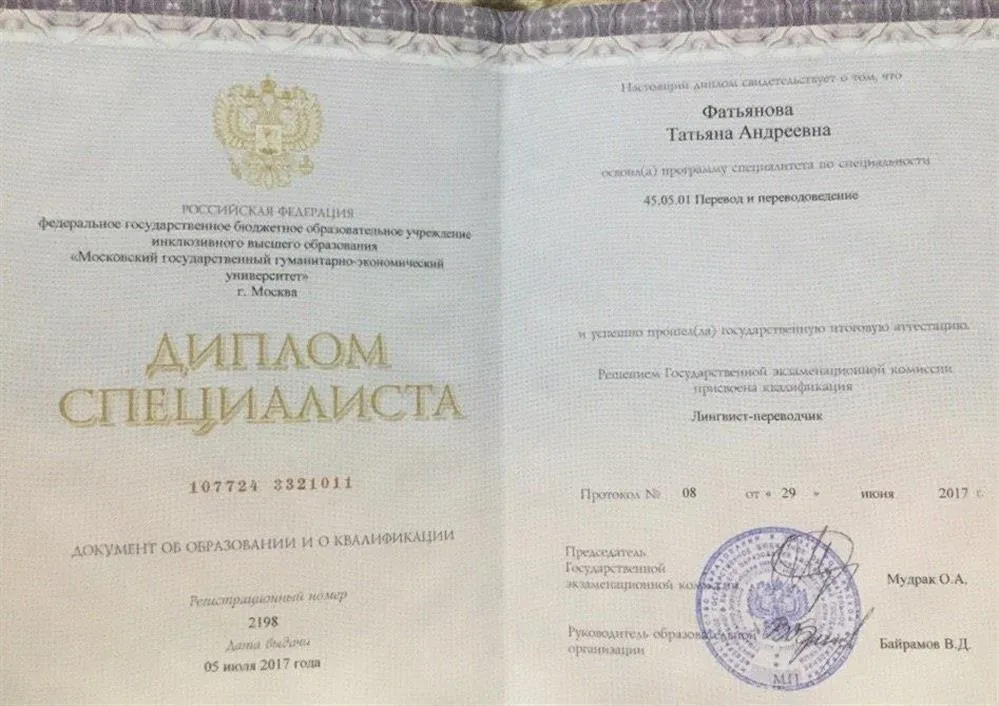 РОССИЙСКАЯ ФЕДЕРАЦИЯ
федеральное государственное бюджетное образовательное учреждение
инклюзивного высшего образования
«Московский государственный гуманитарно-экономический
университет»
г. Москва
ДИПЛОМ
СПЕЦИАЛИСТА
107724 3321011
ДОКУМЕНТ ОБ ОБРАЗОВАНИИ И О КВАЛИФИКАЦИИ
Регистрационный номер
2198
Дата выдачи
05 июля 2017 года
Настоящий диплом свидетельствует о том, что
Фатьянова
Татьяна Андреевна
освоил(а) программу специалитета по специальности
45.05.01 Перевод и переводоведение
и успешно прошел(ла) государственную итоговую аттестацию.
Решением Государственной экзаменационной комиссии
присвоена квалификация
Лингвист-переводчик
Протокол № 08 от « 29 » июня 2017 г.
Председатель
Государственной
экзаменационной комиссии
Мудрак О.А.
Руководитель образовательной
организации
Байрамов В.Д.
МП